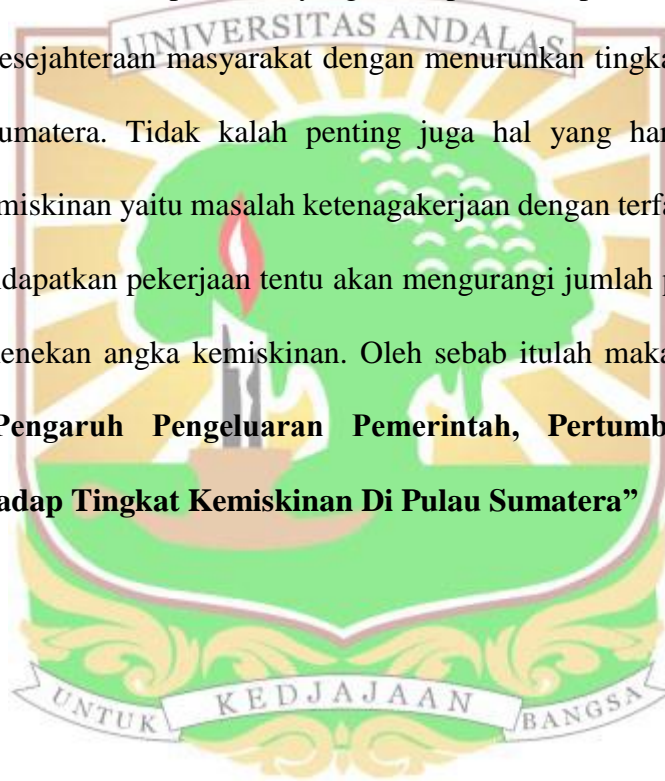 UNIVERSITAS ANDALAS
esejahteraan masyarakat dengan menurunkan tingka
umatera. Tidak kalah penting juga hal yang har
miskinan yaitu masalah ketenagakerjaan dengan terfa
dapatkan pekerjaan tentu akan mengurangi jumlah p
enekan angka kemiskinan. Oleh sebab itulah maka
Pengaruh Pengeluaran Pemerintah, Pertumb
adap Tingkat Kemiskinan Di Pulau Sumatera”
UNTUK KEDJAJAAN BANGSA